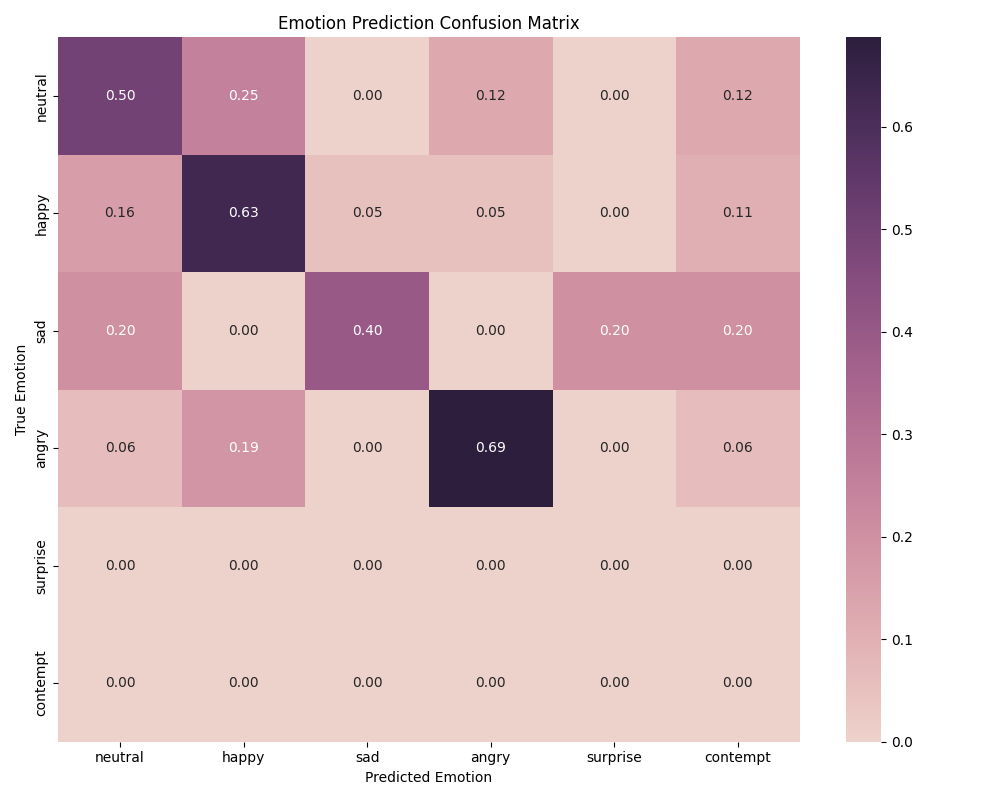 Emotion Prediction Confusion Matrix
neutral 0.50 0.25 0.00 0.12 0.00 0.12
happy 0.16 0.63 0.05 0.05 0.00 0.11
sad 0.20 0.00 0.40 0.00 0.20 0.20
angry 0.06 0.19 0.00 0.69 0.00 0.06
surprise 0.00 0.00 0.00 0.00 0.00 0.00
contempt 0.00 0.00 0.00 0.00 0.00 0.00
True Emotion
neutral happy sad angry surprise contempt
Predicted Emotion
0.6
0.5
0.4
0.3
0.2
0.1
0.0